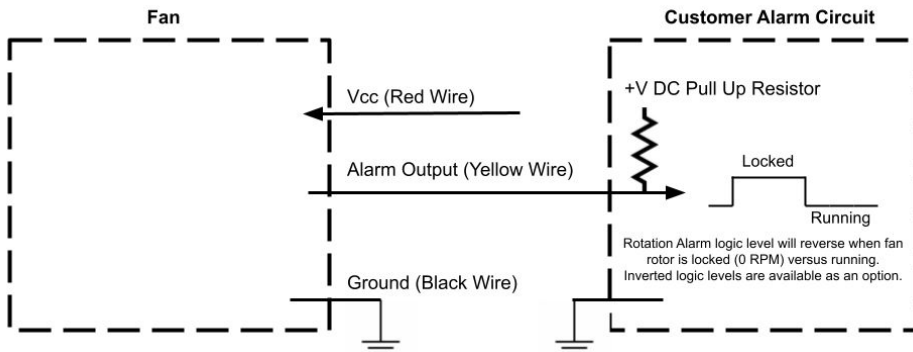 Fan
Customer Alarm Circuit
Vcc (Red Wire)
+V DC Pull Up Resistor
Alarm Output (Yellow Wire)
Locked
Running
Rotation Alarm logic level will reverse when fan
rotor is locked (0 RPM) versus running.
Inverted logic levels are available as an option.
Ground (Black Wire)